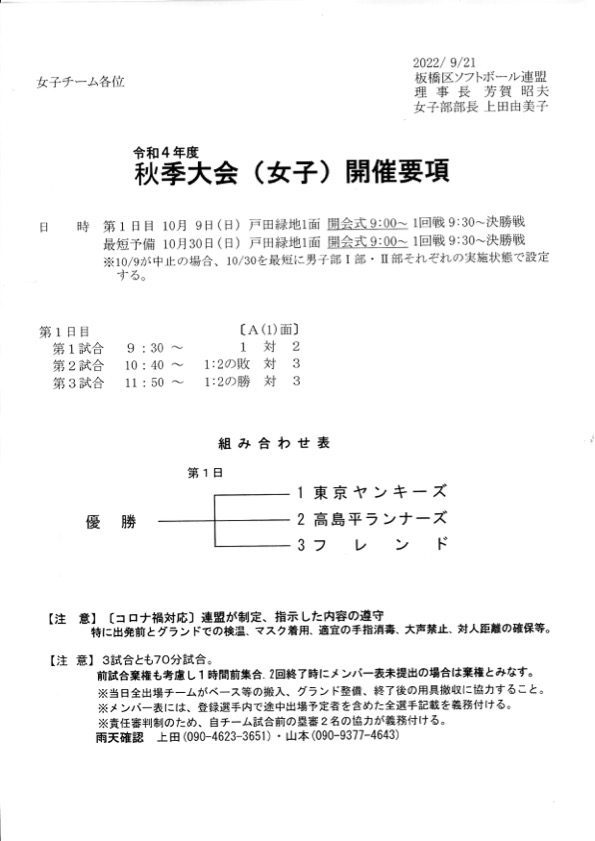 2022/ 9/21
女子チーム各位
板橋区ソフトボール連盟
理 事 長 芳賀 昭夫
女子部部長 上田由美子
令和4年度
秋季大会（女子）開催要項
日 時 第1日目 10月 9日(日) 戸田緑地1面 開会式 9:00～ 1回戦 9:30～決勝戦
最短予備 10月30日(日) 戸田緑地1面 開会式 9:00～ 1回戦 9:30～決勝戦
※10/9が中止の場合、10/30を最短に男子部Ⅰ部・Ⅱ部それぞれの実施状態で設定
する。
第1日目 〔A(1)面〕
第1試合 9：30 ～ 1 対 2
第2試合 10：40 ～ 1:2の敗 対 3
第3試合 11：50 ～ 1:2の勝 対 3
組み合わせ表
第1日
1 東京ヤンキーズ
優 勝 2 高島平ランナーズ
3 フレンド
【注 意】〔コロナ禍対応〕連盟が制定、指示した内容の遵守
特に出発前とグランドでの検温、マスク着用、適宜の手指消毒、大声禁止、対人距離の確保等。
【注 意】3試合とも70分試合。
前試合棄権も考慮し1時間前集合.2回終了時にメンバー表未提出の場合は棄権とみなす。
※当日全出場チームがベース等の搬入、グランド整備、終了後の用具撤収に協力すること。
※メンバー表には、登録選手内で途中出場予定者を含めた全選手記載を義務付ける。
※責任審判制のため、自チーム試合前の塁審2名の協力が義務付ける。
雨天確認 上田(090-4623-3651)・山本(090-9377-4643)